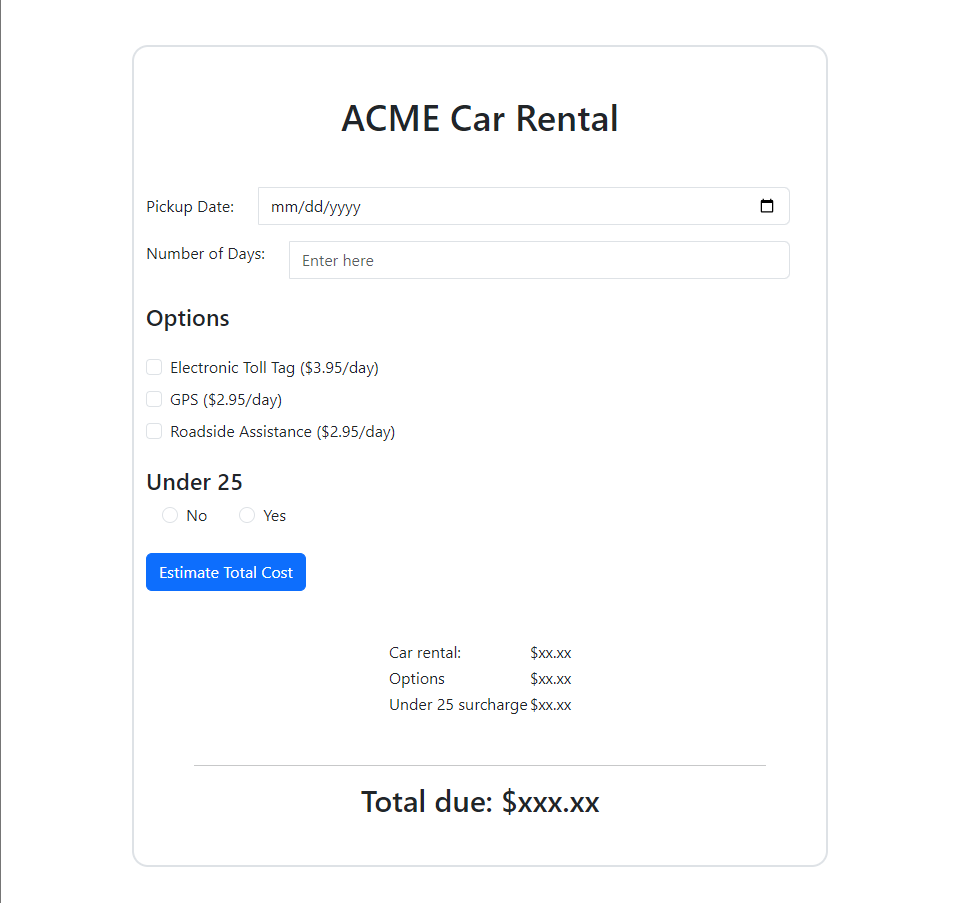 ACME Car Rental
Pickup Date: mm/dd/yyyy
Number of Days: Enter here
Options
Electronic Toll Tag ($3.95/day)
GPS ($2.95/day)
Roadside Assistance ($2.95/day)
Under 25
No Yes
Estimate Total Cost
Car rental: $xx.xx
Options $xx.xx
Under 25 surcharge $xx.xx
Total due: $xxx.xx